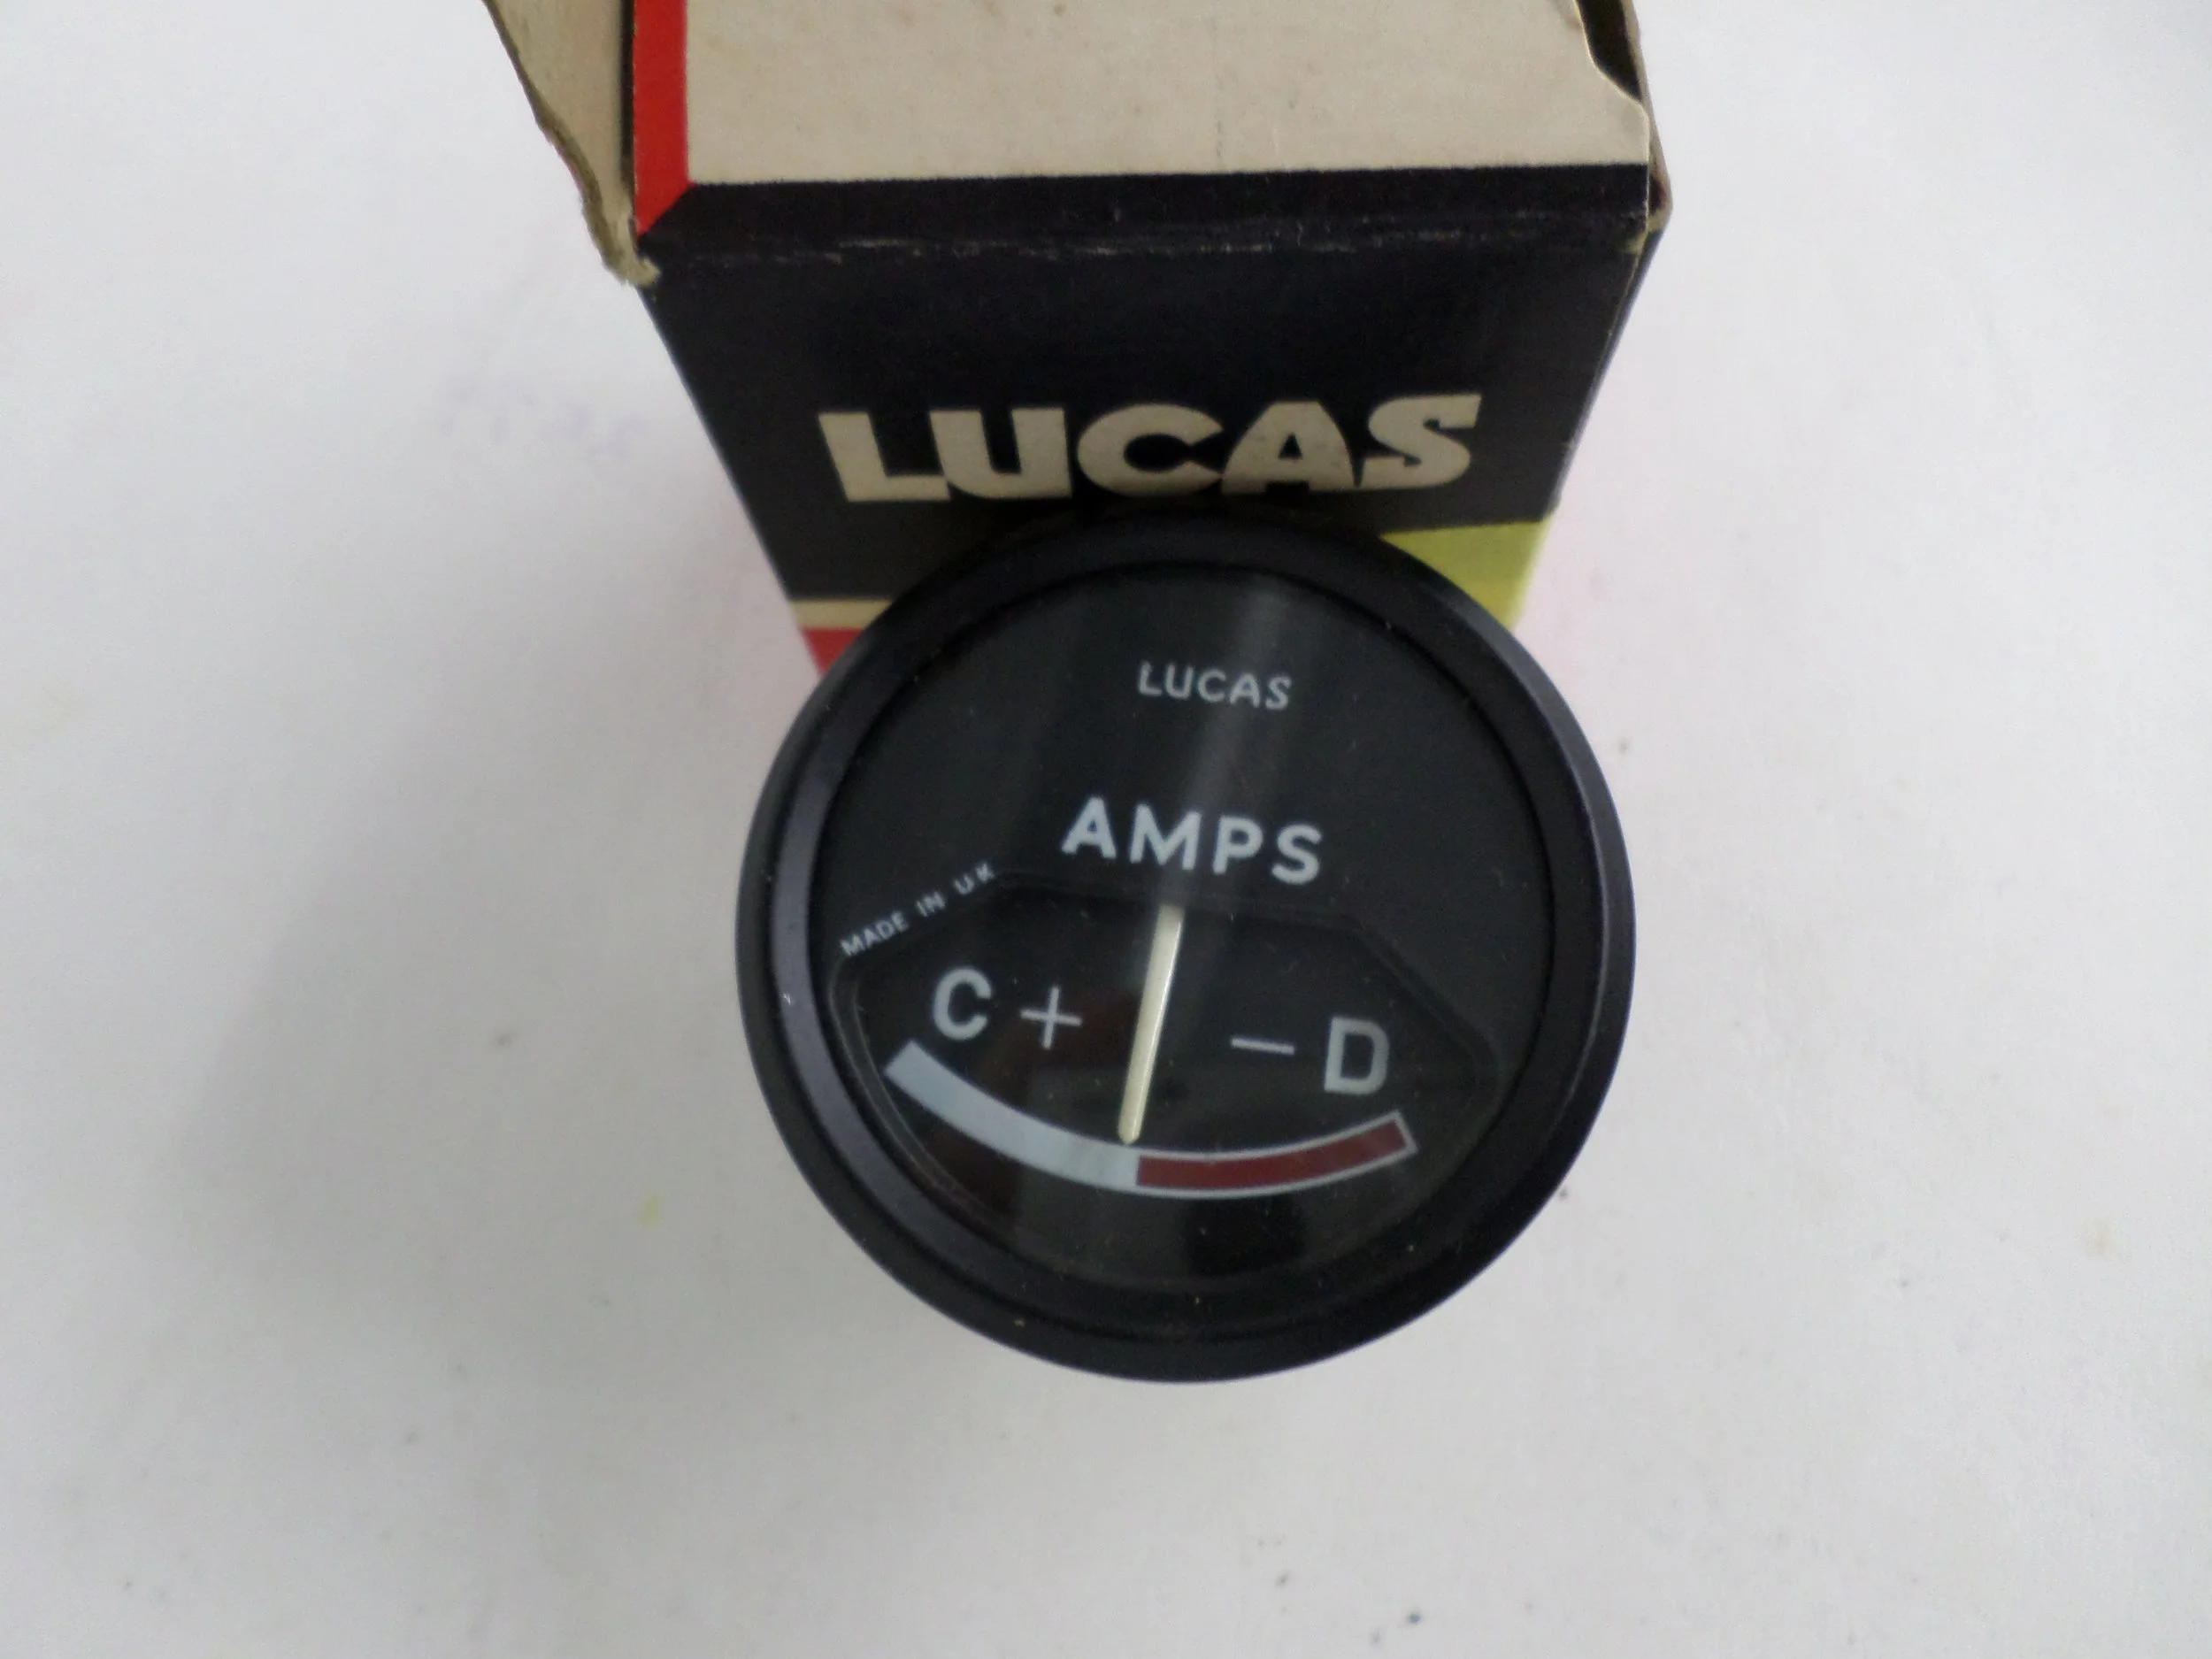 LUCAS
LUCAS
AMPS
MADE IN U.K
C + − D